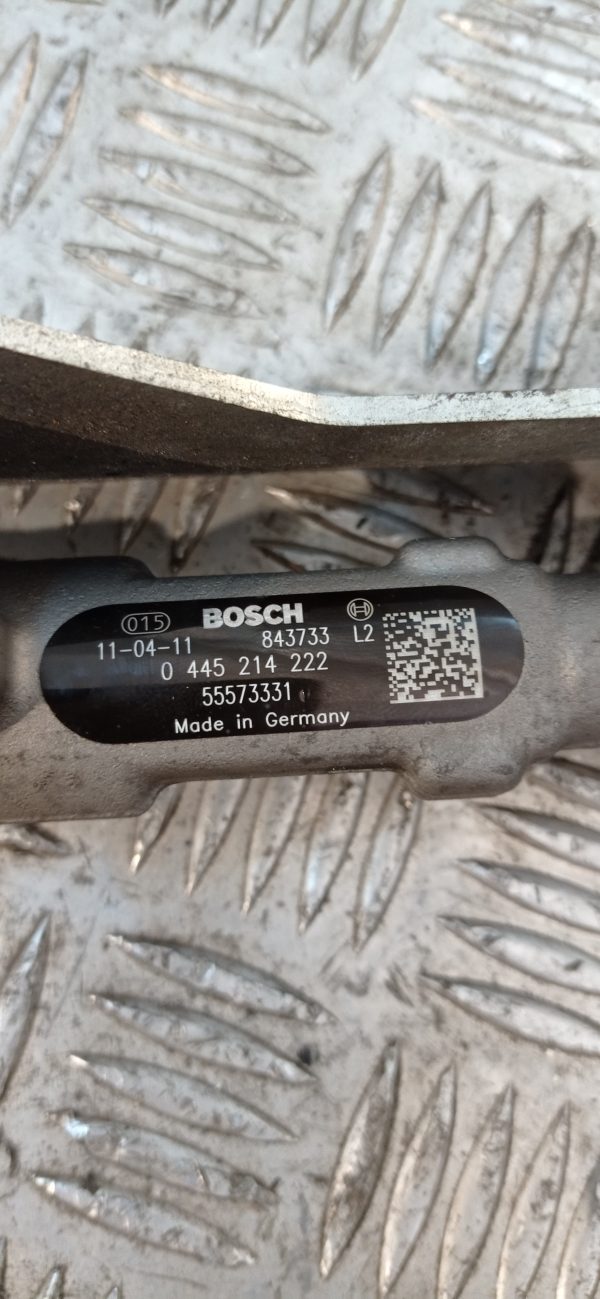 015 BOSCH
11-04-11 843733 L2
0 445 214 222
55573331
Made in Germany